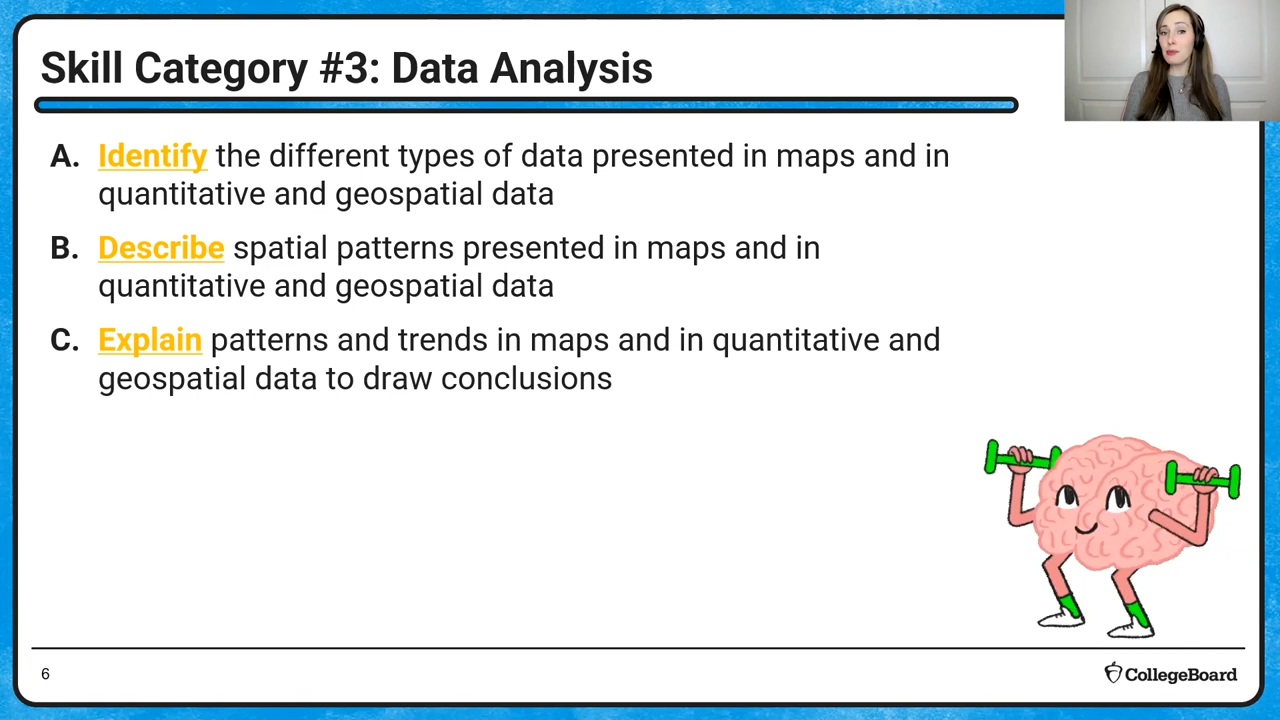 Skill Category #3: Data Analysis
A. Identify the different types of data presented in maps and in
quantitative and geospatial data
B. Describe spatial patterns presented in maps and in
quantitative and geospatial data
C. Explain patterns and trends in maps and in quantitative and
geospatial data to draw conclusions
6
CollegeBoard